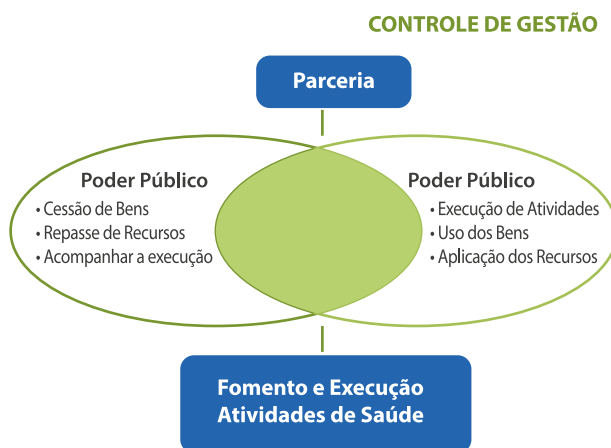 CONTROLE DE GESTÃO
Parceria
Poder Público
• Cessão de Bens
• Repasse de Recursos
• Acompanhar a execução
Poder Público
• Execução de Atividades
• Uso dos Bens
• Aplicação dos Recursos
Fomento e Execução
Atividades de Saúde